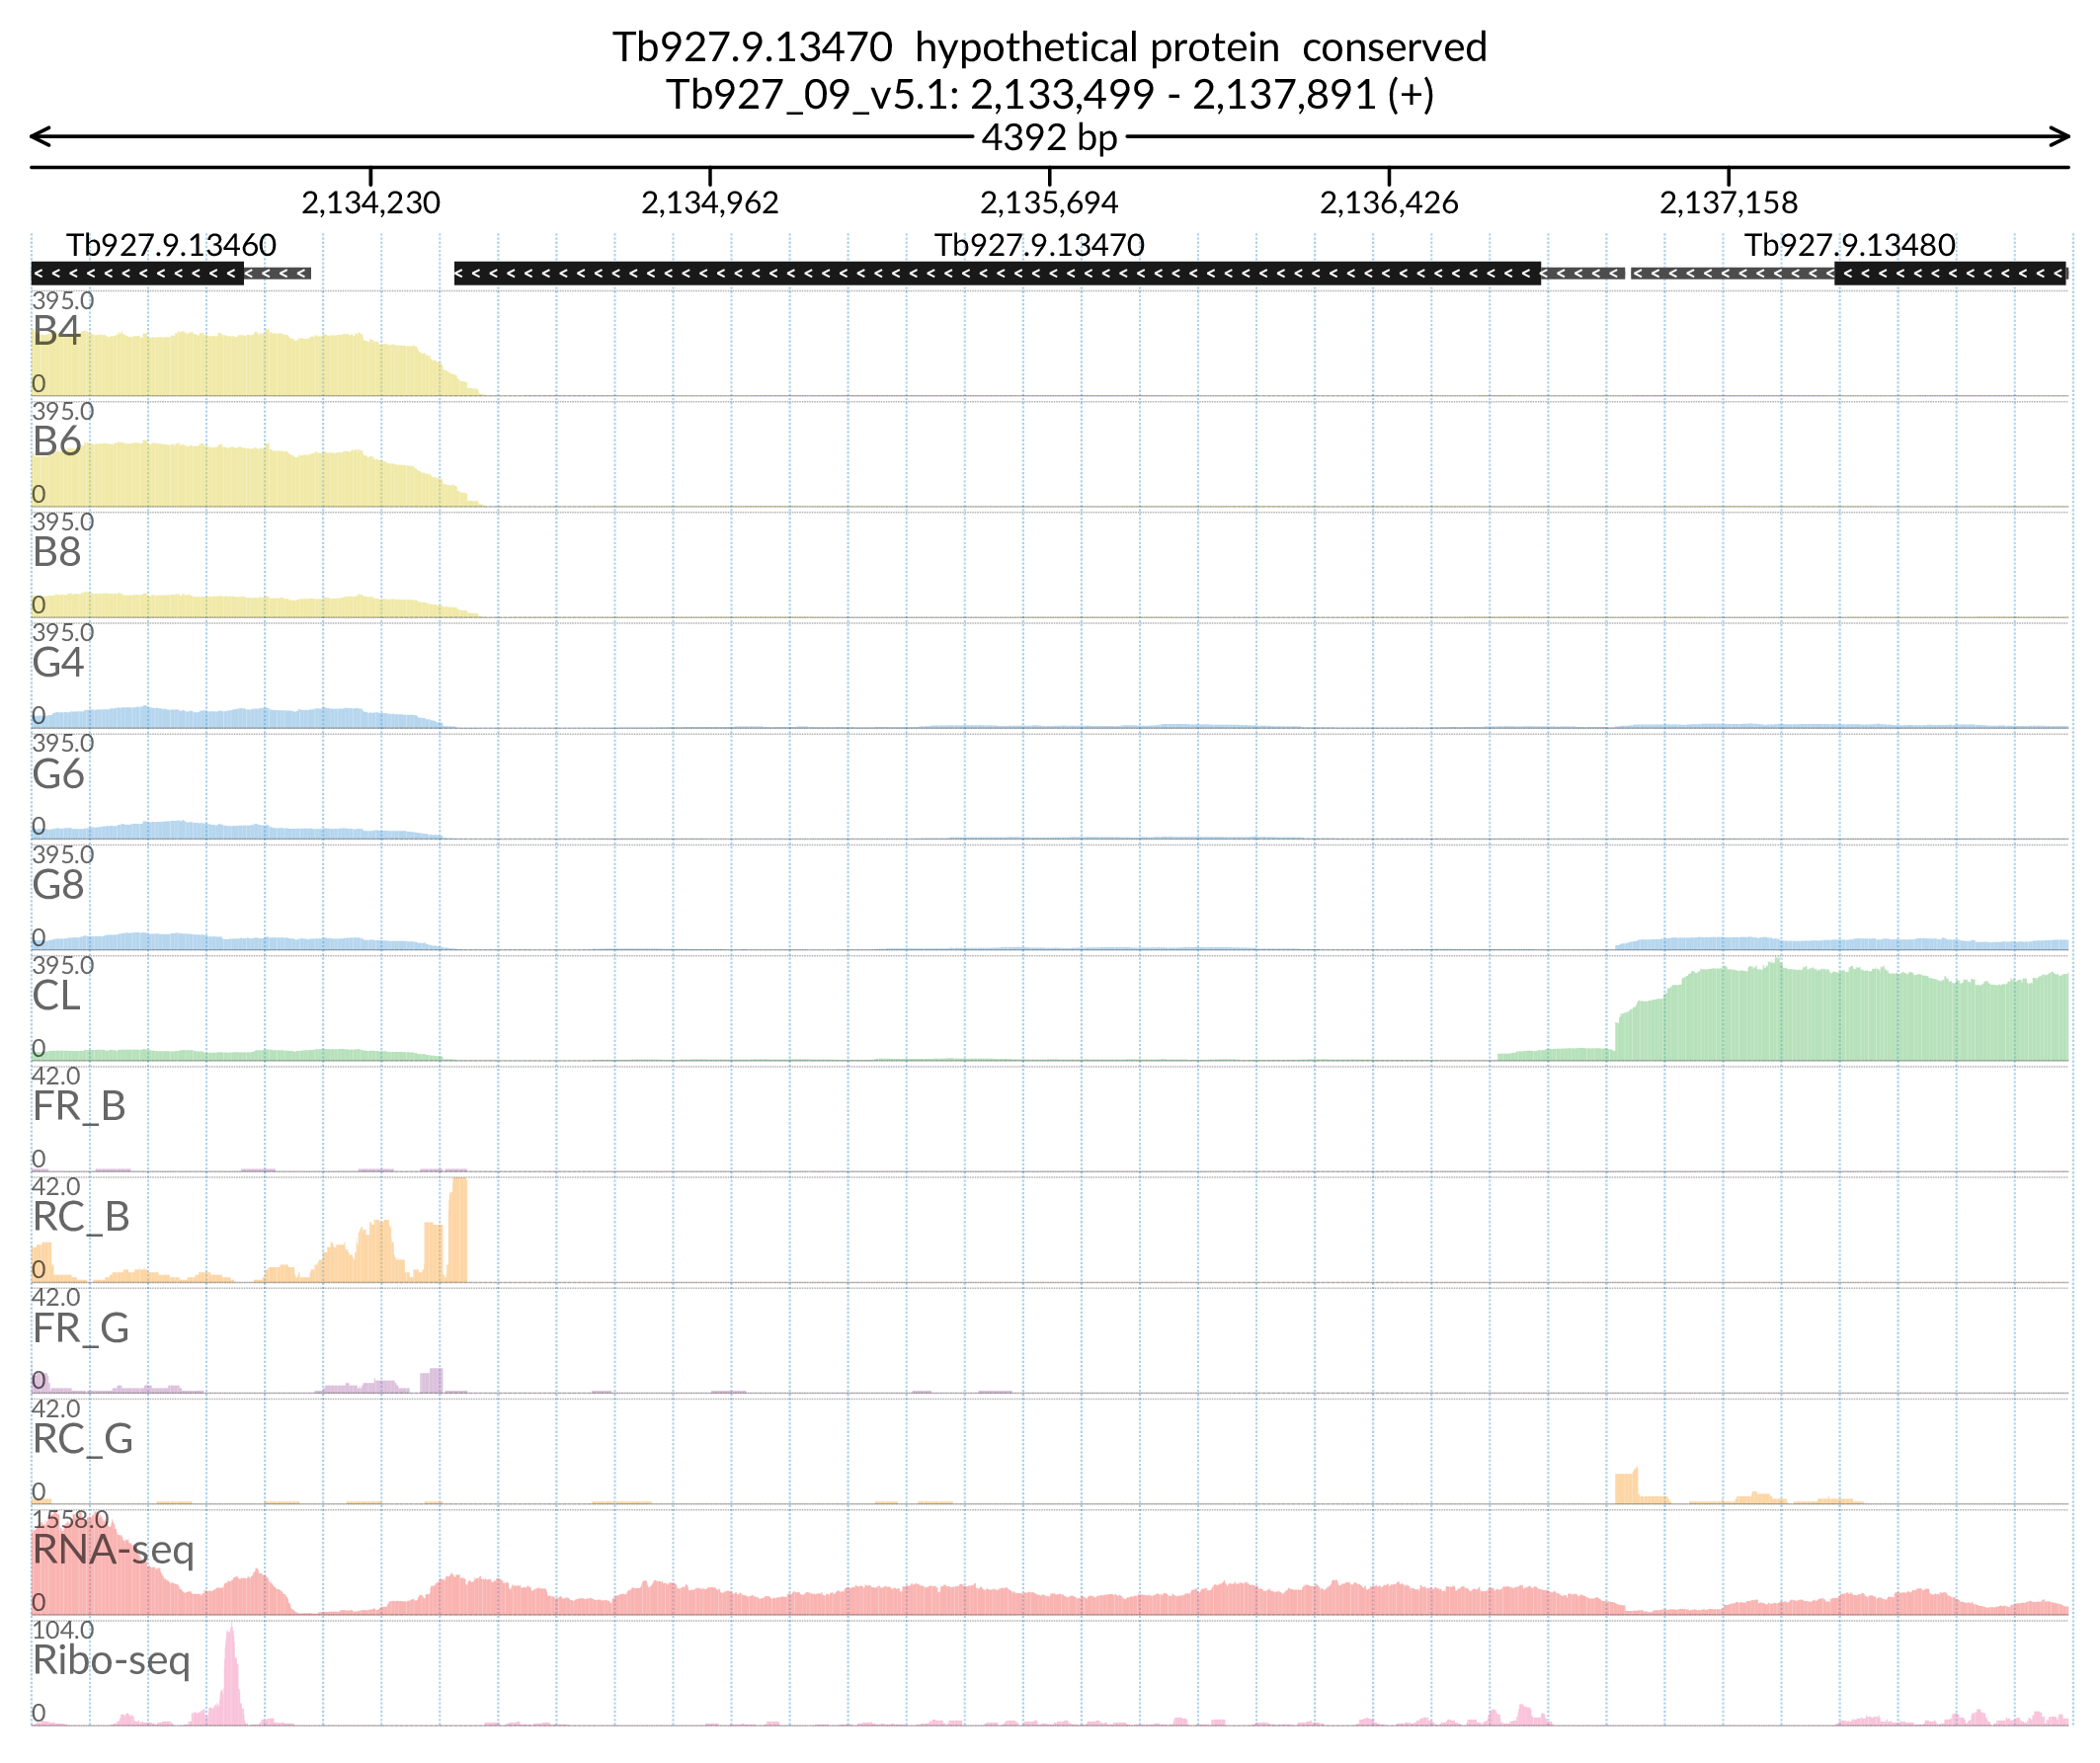 Tb927.9.13470 hypothetical protein conserved
Tb927_09_v5.1: 2,133,499 - 2,137,891 (+)
4392 bp
2,134,230 2,134,962 2,135,694 2,136,426 2,137,158
Tb927.9.13460 Tb927.9.13470 Tb927.9.13480
395.0
B4
0
395.0
B6
0
395.0
B8
0
395.0
G4
0
395.0
G6
0
395.0
G8
0
395.0
CL
0
42.0
FR_B
0
42.0
RC_B
0
42.0
FR_G
0
42.0
RC_G
0
1558.0
RNA-seq
0
104.0
Ribo-seq
0